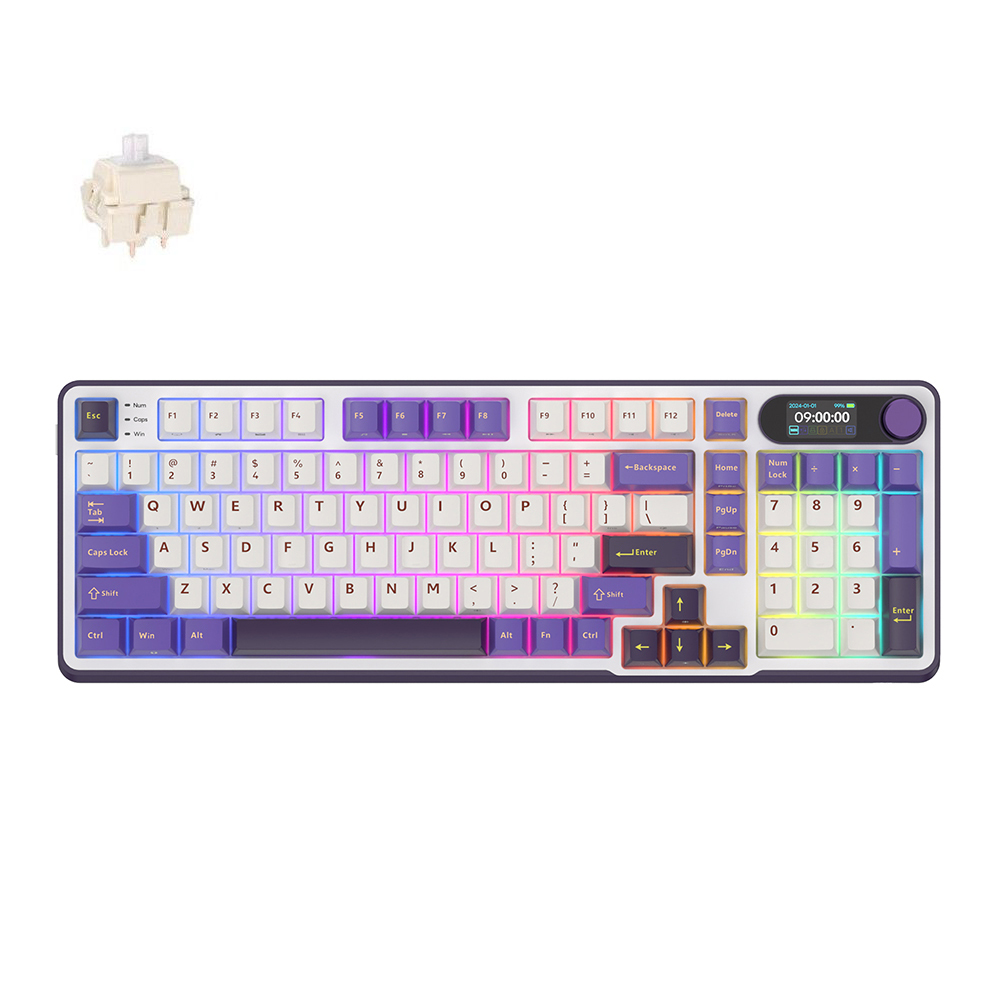 Esc
Num
Caps
Win
F1 F2 F3 F4 F5 F6 F7 F8 F9 F10 F11 F12 Delete
2024-01-01 99%
09:00:00
~ ! @ # $ % ^ & * ( ) – + ←Backspace Home Num Lock ÷ × −
· 1 2 3 4 5 6 7 8 9 0 - =
Tab Q W E R T Y U I O P { [ } ] | \ PgUp 7 8 9
Caps Lock A S D F G H J K L : ; " ' Enter PgDn 4 5 6 +
Shift Z X C V B N M < , > . ? / Shift ↑ 1 2 3 Enter
Ctrl Win Alt Alt Fn Ctrl ← ↓ → 0 .